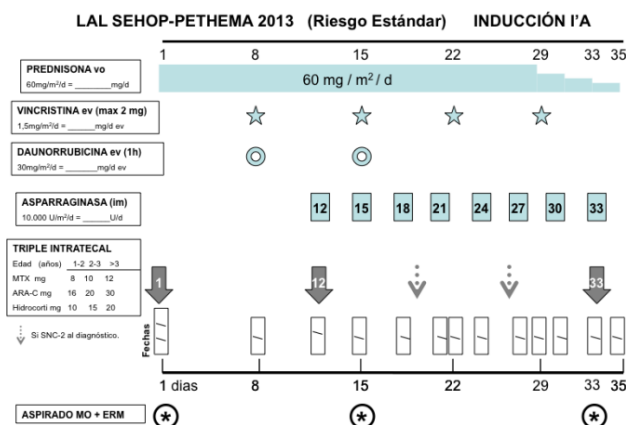 LAL SEHOP-PETHEMA 2013 (Riesgo Estándar) INDUCCIÓN I'A
1 8 15 22 29 33 35
PREDNISONA vo
60mg/m²/d = ________mg/d
60 mg / m² / d
VINCRISTINA ev (max 2 mg)
1,5mg/m²/d = ______mg/d ev
DAUNORRUBICINA ev (1h)
30mg/m²/d = ______mg/d ev
ASPARRAGINASA (im)
10.000 U/m²/d = ______U/d
12 15 18 21 24 27 30 33
TRIPLE INTRATECAL
Edad (años) 1-2 2-3 >3
MTX mg 8 10 12
ARA-C mg 16 20 30
Hidrocorti mg 10 15 20
Si SNC-2 al diagnóstico.
1 12 33
Fechas
1 dias 8 15 22 29 33 35
ASPIRADO MO + ERM
* * *